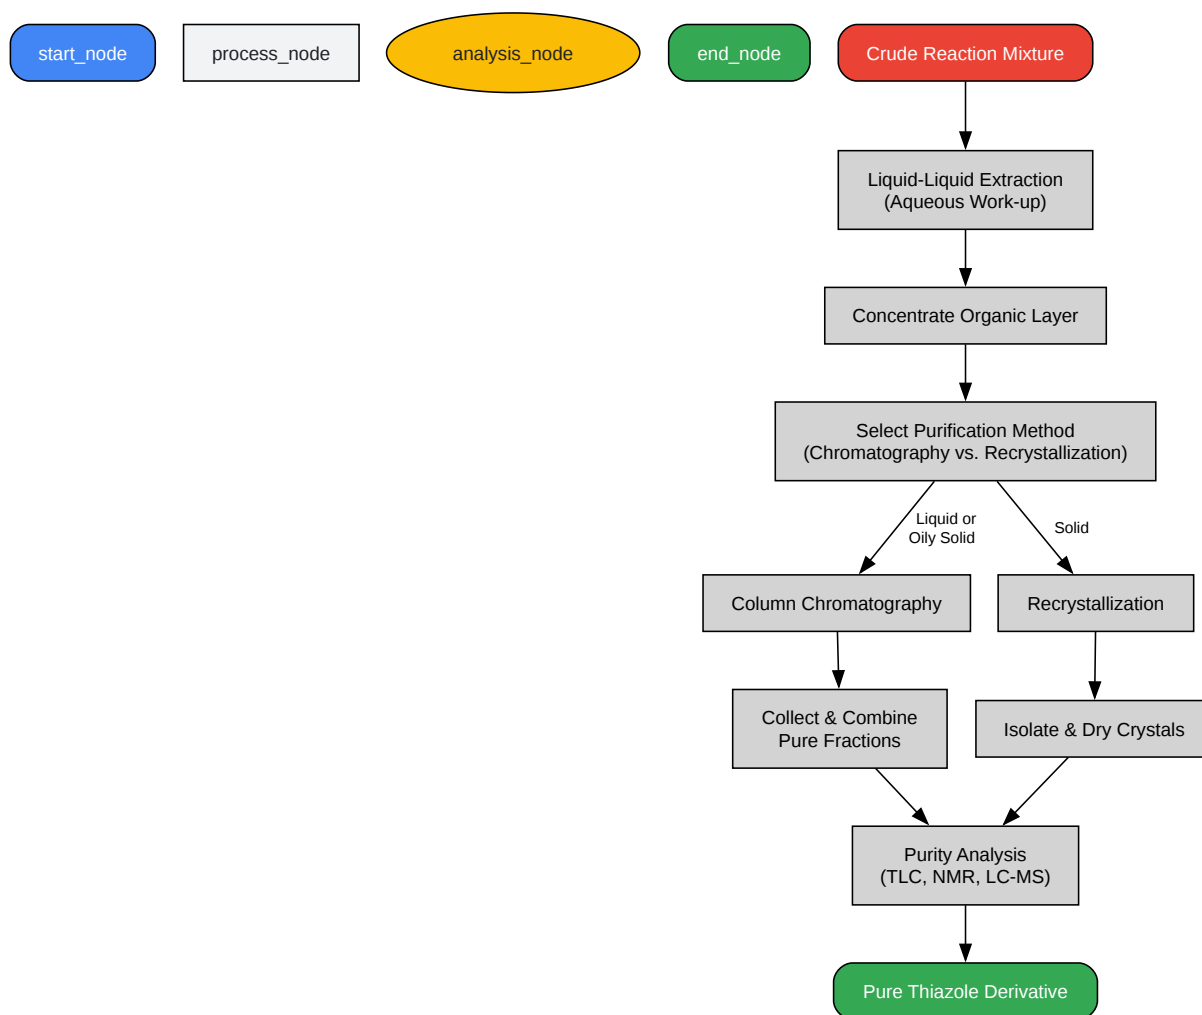 start_node
process_node
analysis_node
end_node
Crude Reaction Mixture
Liquid-Liquid Extraction
(Aqueous Work-up)
Concentrate Organic Layer
Select Purification Method
(Chromatography vs. Recrystallization)
Liquid or
Oily Solid
Solid
Column Chromatography
Recrystallization
Collect & Combine
Pure Fractions
Isolate & Dry Crystals
Purity Analysis
(TLC, NMR, LC-MS)
Pure Thiazole Derivative